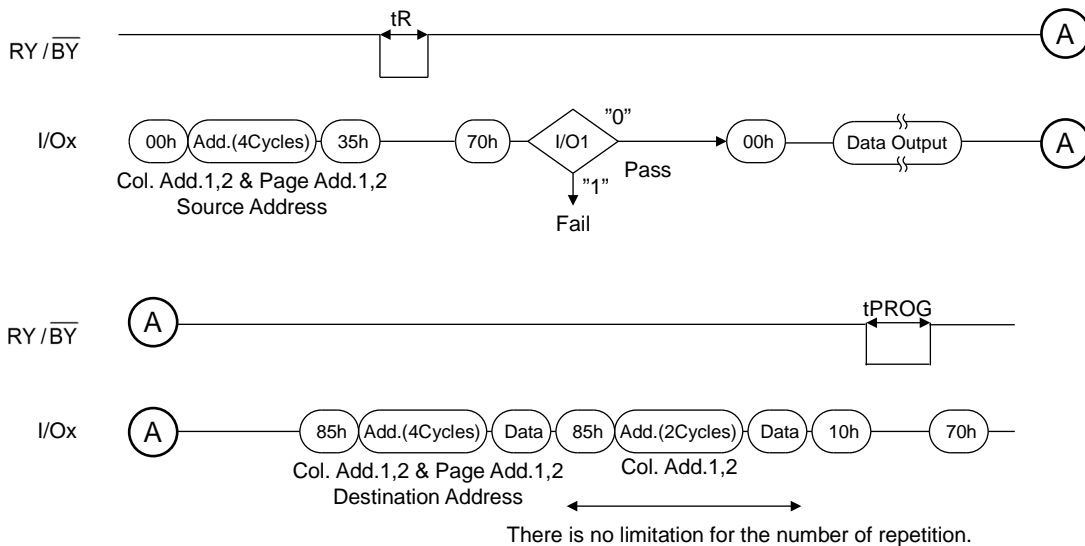 tR
RY / BY
A
I/Ox
00h Add.(4Cycles) 35h 70h I/O1 "0" 00h Data Output A
Pass
"1"
Col. Add.1,2 & Page Add.1,2
Source Address
Fail
tPROG
RY / BY
A
I/Ox
A 85h Add.(4Cycles) Data 85h Add.(2Cycles) Data 10h 70h
Col. Add.1,2 & Page Add.1,2 Col. Add.1,2
Destination Address
There is no limitation for the number of repetition.